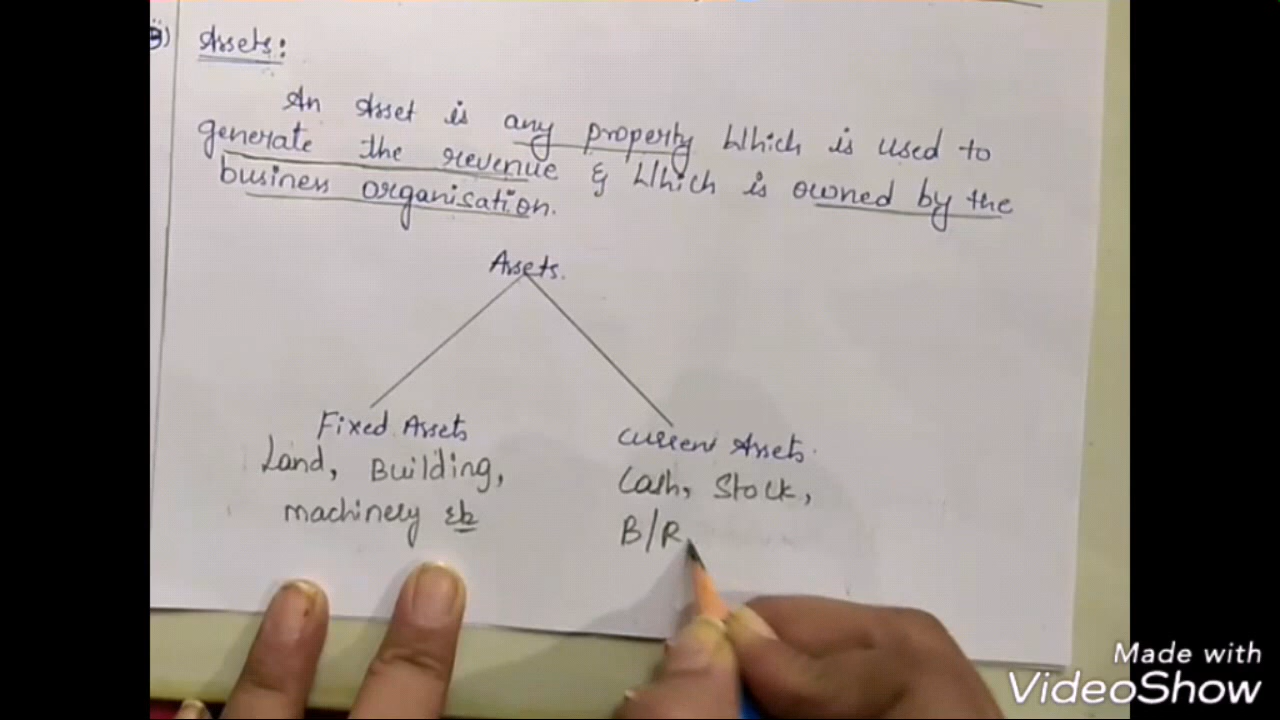 Assets:
An Asset is any property which is used to
generate the revenue & which is owned by the
business organisation.
Assets.
Fixed Assets
Land, Building,
machinery etc
Current Assets.
Cash, Stock,
B/R
Made with
VideoShow